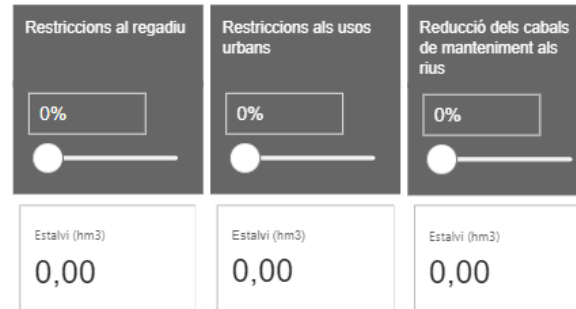 Restriccions al regadiu
0%
Estalvi (hm3)
0,00
Restriccions als usos
urbans
0%
Estalvi (hm3)
0,00
Reducció dels cabals
de manteniment als
rius
0%
Estalvi (hm3)
0,00